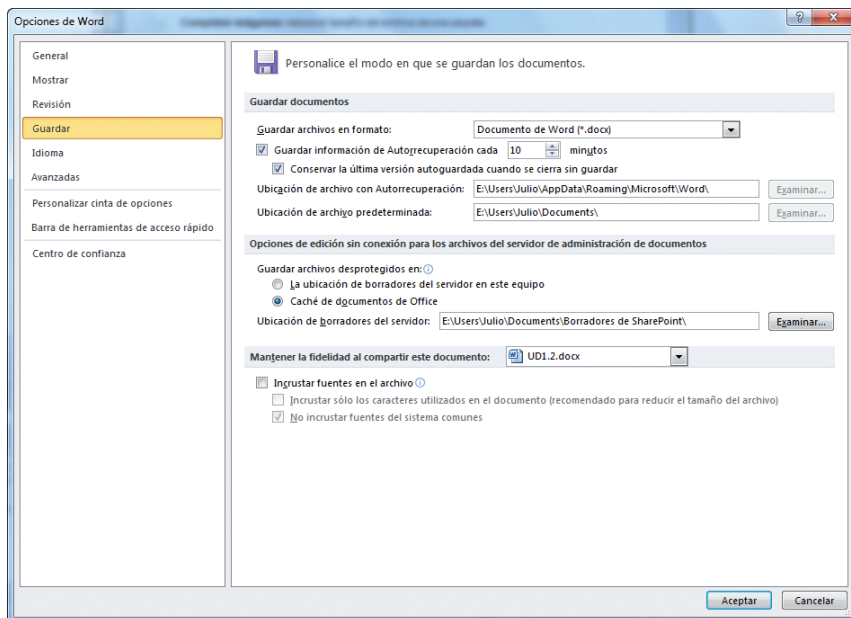 Opciones de Word
General
Mostrar
Revisión
Guardar
Idioma
Avanzadas
Personalizar cinta de opciones
Barra de herramientas de acceso rápido
Centro de confianza
Personalice el modo en que se guardan los documentos.
Guardar documentos
Guardar archivos en formato: Documento de Word (*.docx)
Guardar información de Autorrecuperación cada 10 minutos
Conservar la última versión autoguardada cuando se cierra sin guardar
Ubicación de archivo con Autorrecuperación: E:\Users\Julio\AppData\Roaming\Microsoft\Word\ Examinar...
Ubicación de archivo predeterminada: E:\Users\Julio\Documents\ Examinar...
Opciones de edición sin conexión para los archivos del servidor de administración de documentos
Guardar archivos desprotegidos en:
La ubicación de borradores del servidor en este equipo
Caché de documentos de Office
Ubicación de borradores del servidor: E:\Users\Julio\Documents\Borradores de SharePoint\ Examinar...
Mantener la fidelidad al compartir este documento: UD1.2.docx
Incrustar fuentes en el archivo
Incrustar sólo los caracteres utilizados en el documento (recomendado para reducir el tamaño del archivo)
No incrustar fuentes del sistema comunes
Aceptar Cancelar